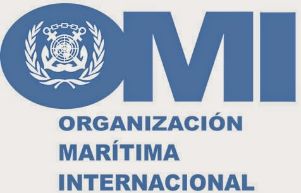 OMI
ORGANIZACIÓN
MARÍTIMA
INTERNACIONAL